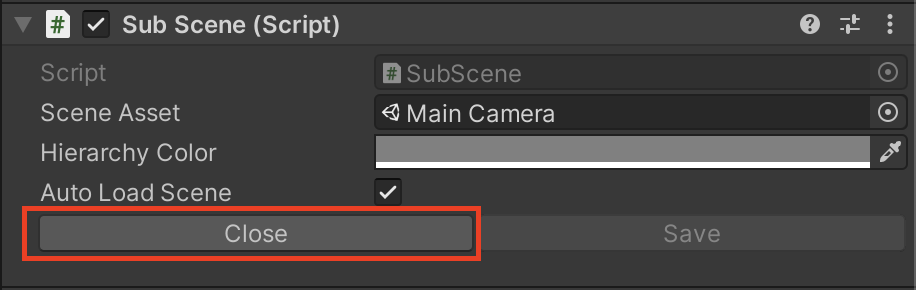 Sub Scene (Script)
Script SubScene
Scene Asset Main Camera
Hierarchy Color
Auto Load Scene
Close Save